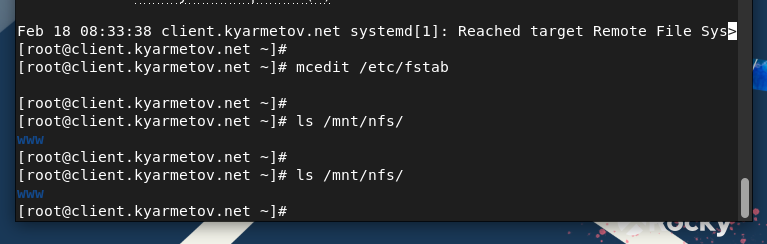 Feb 18 08:33:38 client.kyarmetov.net systemd[1]: Reached target Remote File Sys>
[root@client.kyarmetov.net ~]#
[root@client.kyarmetov.net ~]# mcedit /etc/fstab
[root@client.kyarmetov.net ~]#
[root@client.kyarmetov.net ~]# ls /mnt/nfs/
www
[root@client.kyarmetov.net ~]#
[root@client.kyarmetov.net ~]# ls /mnt/nfs/
www
[root@client.kyarmetov.net ~]#